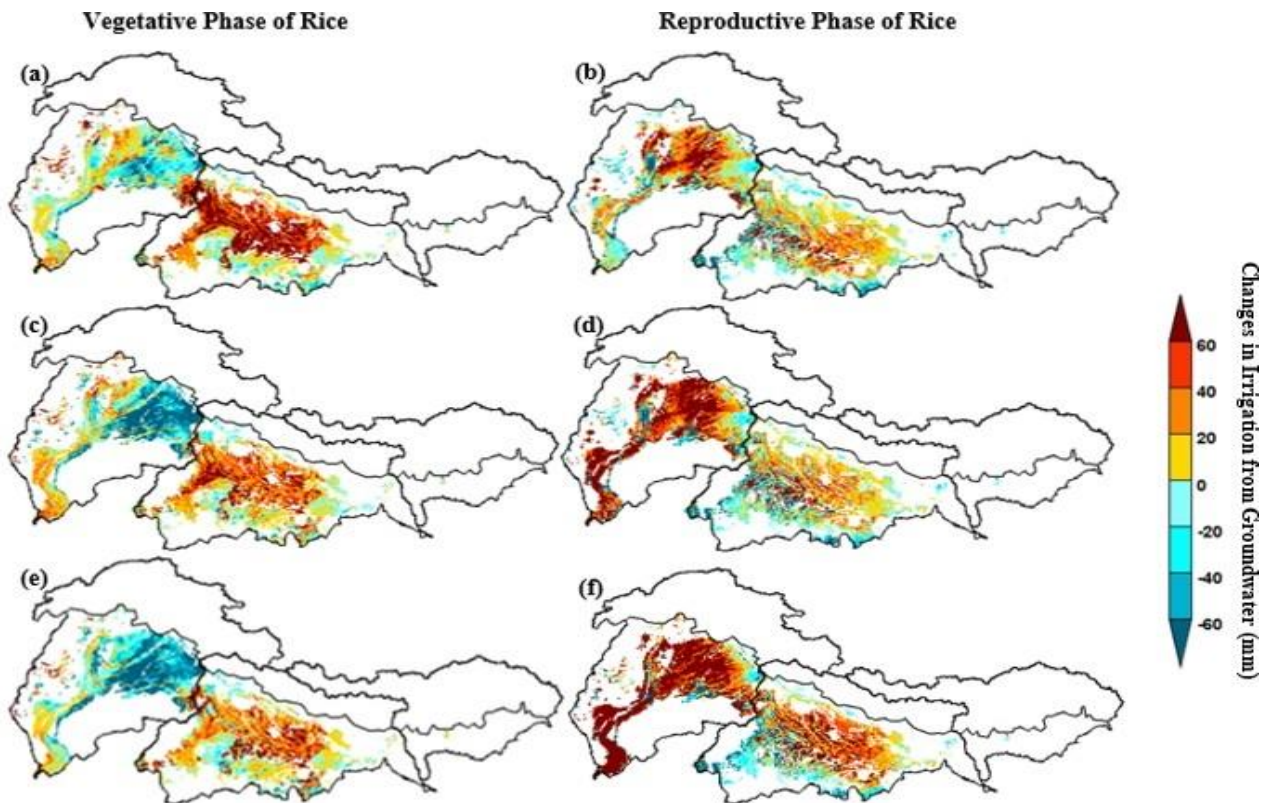 Vegetative Phase of Rice
Reproductive Phase of Rice
(a)
(b)
(c)
(d)
(e)
(f)
60
40
20
0
-20
-40
-60
Changes in Irrigation from Groundwater (mm)